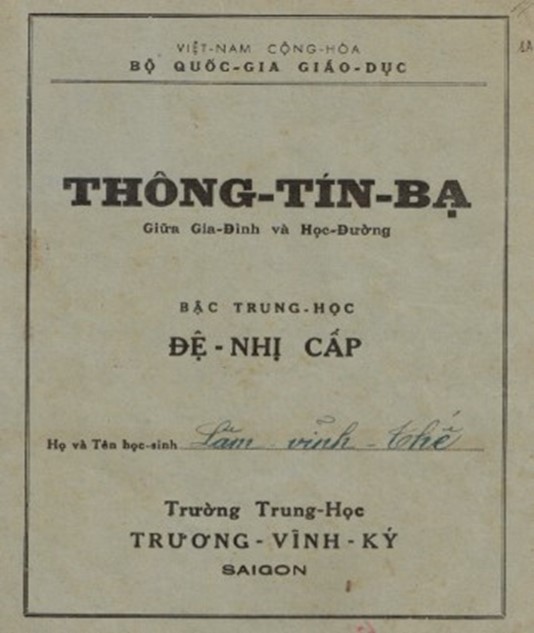 VIỆT-NAM CỘNG-HÒA
BỘ QUỐC-GIA GIÁO-DỤC
THÔNG-TÍN-BẠ
Giữa Gia-Đình và Học-Đường
BẬC TRUNG-HỌC
ĐỆ-NHỊ CẤP
Họ và Tên học-sinh Lâm-vĩnh-Thế
Trường Trung-Học
TRƯƠNG-VĨNH-KÝ
SAIGON